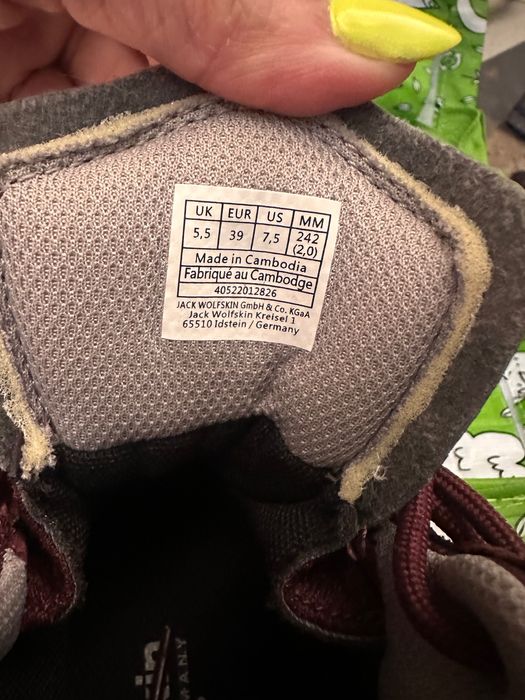 UK EUR US MM
5,5 39 7,5 242 (2,0)
Made in Cambodia
Fabriqué au Cambodge
40522012826
JACK WOLFSKIN GmbH & Co. KGaA
Jack Wolfskin Kreisel 1
65510 Idstein / Germany